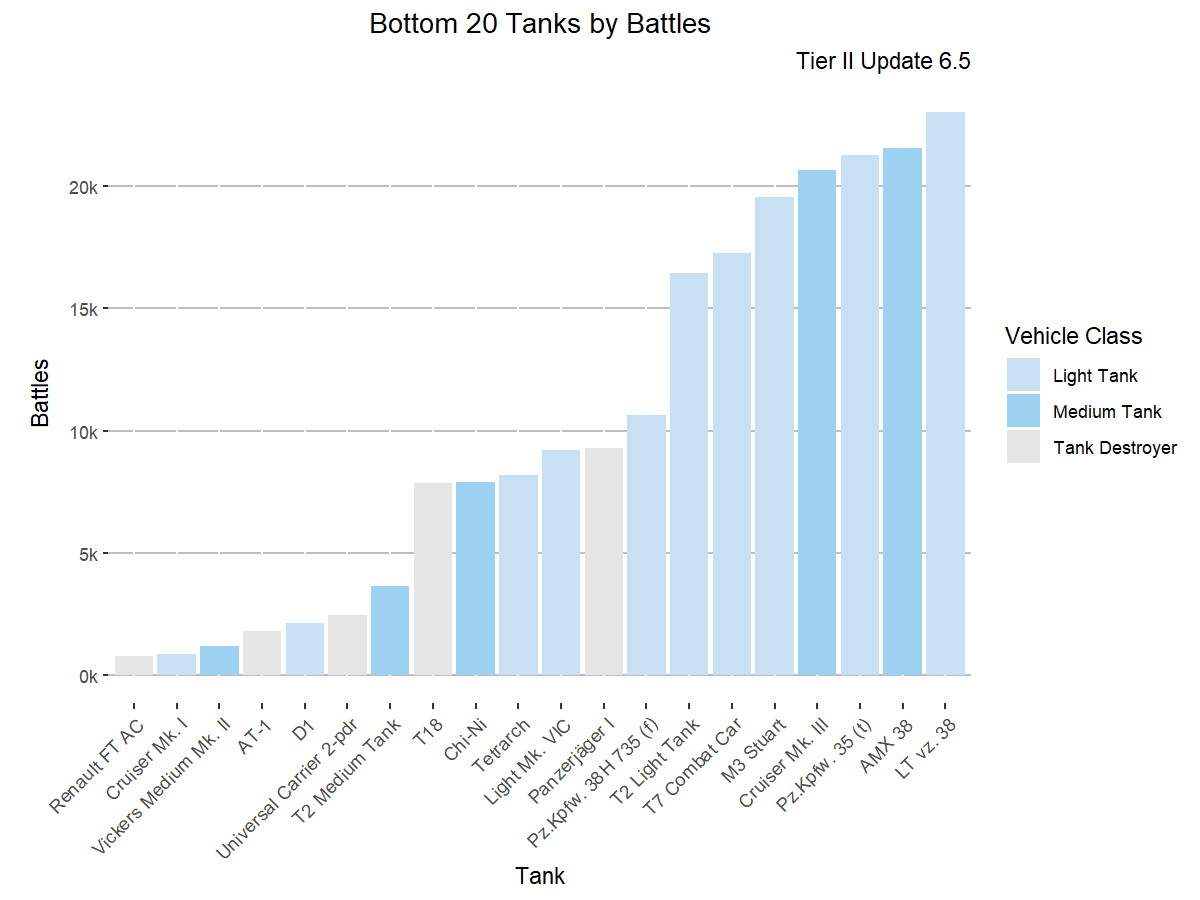 Bottom 20 Tanks by Battles
Tier II Update 6.5
Battles
20k
15k
10k
5k
0k
Renault FT AC
Cruiser Mk. I
Vickers Medium Mk. II
AT-1
D1
Universal Carrier 2-pdr
T2 Medium Tank
T18
Chi-Ni
Tetrarch
Light Mk. VIC
Panzerjäger I
Pz.Kpfw. 38H 735 (f)
T2 Light Tank
T7 Combat Car
M3 Stuart
Cruiser Mk. III
Pz.Kpfw. 35 (t)
AMX 38
LT vz. 38
Tank
Vehicle Class
Light Tank
Medium Tank
Tank Destroyer